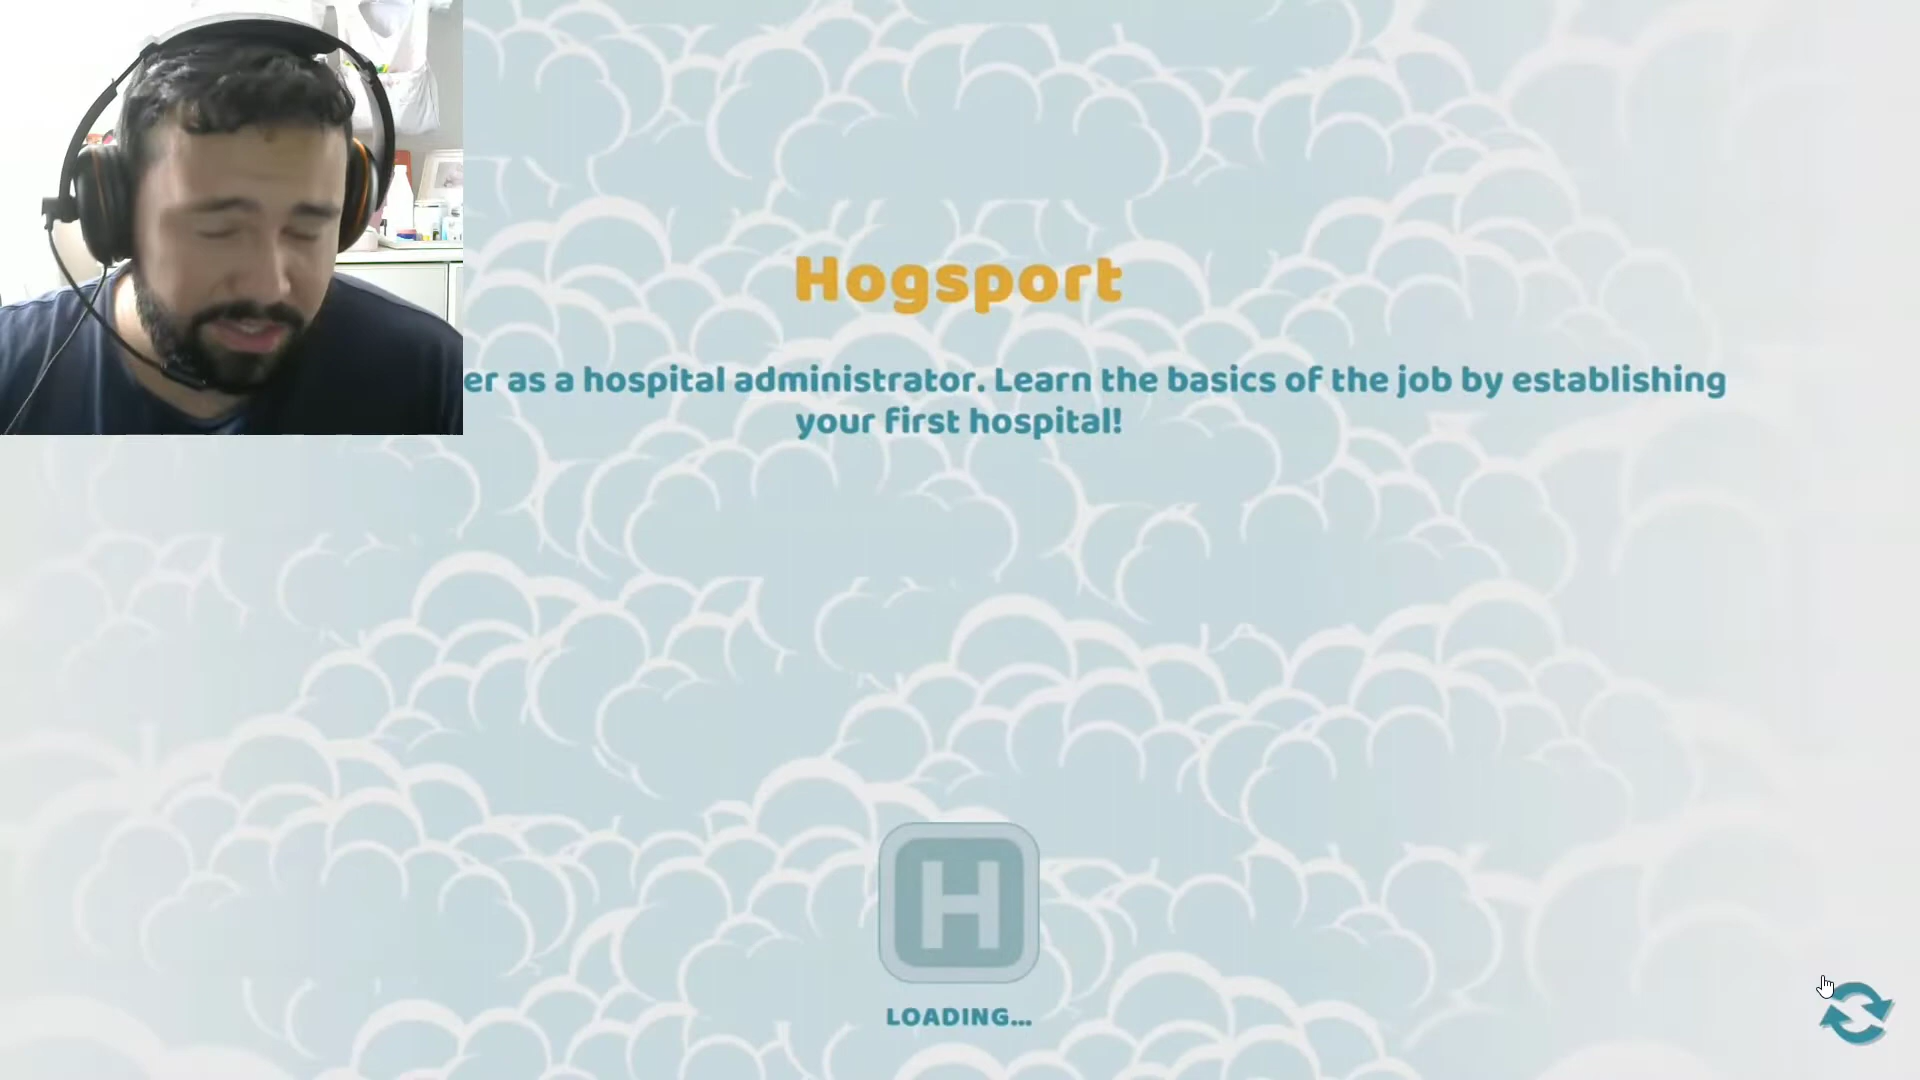 Hogsport
er as a hospital administrator. Learn the basics of the job by establishing
your first hospital!
H
LOADING...